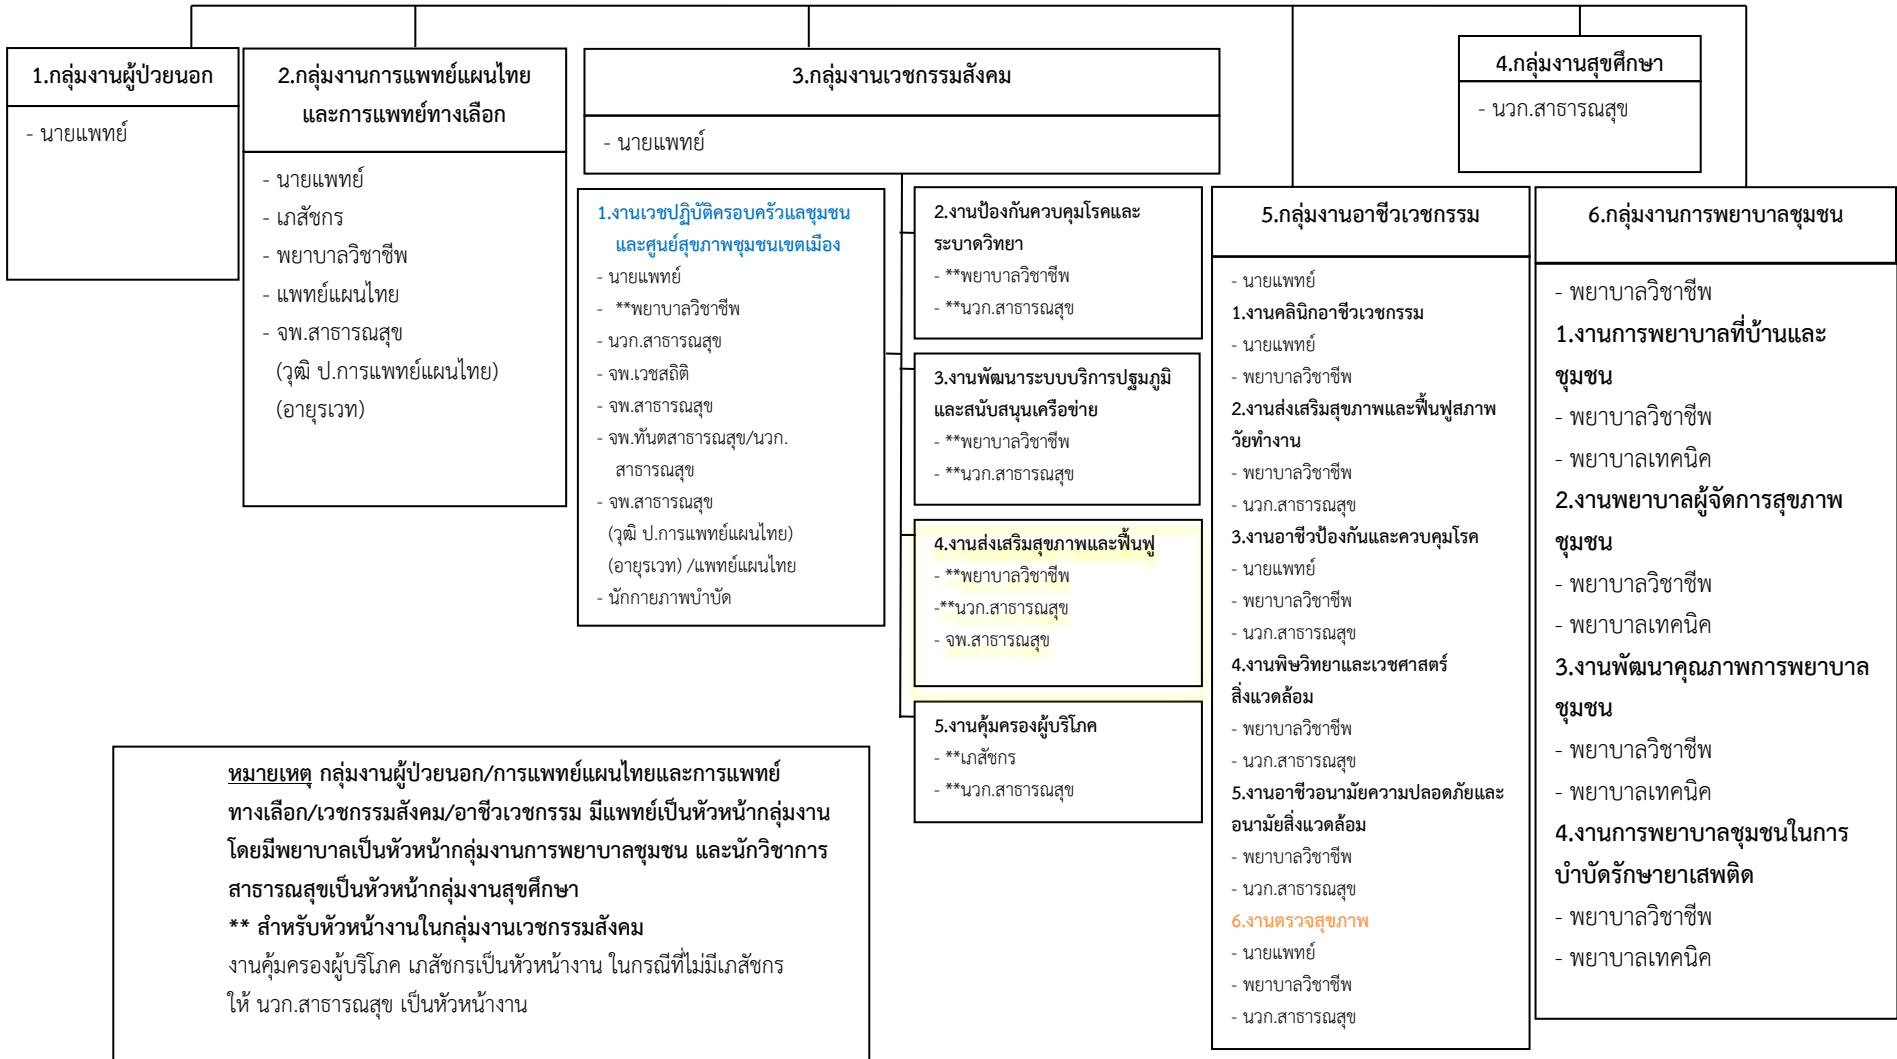 1.กลุ่มงานผู้ป่วยนอก
- นายแพทย์
2.กลุ่มงานการแพทย์แผนไทย
และการแพทย์ทางเลือก
- นายแพทย์
- เภสัชกร
- พยาบาลวิชาชีพ
- แพทย์แผนไทย
- จพ.สาธารณสุข
(วุฒิ ป.การแพทย์แผนไทย)
(อายุรเวท)
3.กลุ่มงานเวชกรรมสังคม
- นายแพทย์
1.งานเวชปฏิบัติครอบครัวแลชุมชน
และศูนย์สุขภาพชุมชนเขตเมือง
- นายแพทย์
- **พยาบาลวิชาชีพ
- นวก.สาธารณสุข
- จพ.เวชสถิติ
- จพ.สาธารณสุข
- จพ.ทันตสาธารณสุข/นวก.
สาธารณสุข
- จพ.สาธารณสุข
(วุฒิ ป.การแพทย์แผนไทย)
(อายุรเวท) /แพทย์แผนไทย
- นักกายภาพบำบัด
2.งานป้องกันควบคุมโรคและ
ระบาดวิทยา
- **พยาบาลวิชาชีพ
- **นวก.สาธารณสุข
3.งานพัฒนาระบบบริการปฐมภูมิ
และสนับสนุนเครือข่าย
- **พยาบาลวิชาชีพ
- **นวก.สาธารณสุข
4.งานส่งเสริมสุขภาพและฟื้นฟู
- **พยาบาลวิชาชีพ
-**นวก.สาธารณสุข
- จพ.สาธารณสุข
5.งานคุ้มครองผู้บริโภค
- **เภสัชกร
- **นวก.สาธารณสุข
4.กลุ่มงานสุขศึกษา
- นวก.สาธารณสุข
5.กลุ่มงานอาชีวเวชกรรม
- นายแพทย์
1.งานคลินิกอาชีวเวชกรรม
- นายแพทย์
- พยาบาลวิชาชีพ
2.งานส่งเสริมสุขภาพและฟื้นฟูสภาพ
วัยทำงาน
- พยาบาลวิชาชีพ
- นวก.สาธารณสุข
3.งานอาชีวป้องกันและควบคุมโรค
- นายแพทย์
- พยาบาลวิชาชีพ
- นวก.สาธารณสุข
4.งานพิษวิทยาและเวชศาสตร์
สิ่งแวดล้อม
- พยาบาลวิชาชีพ
- นวก.สาธารณสุข
5.งานอาชีวอนามัยความปลอดภัยและ
อนามัยสิ่งแวดล้อม
- พยาบาลวิชาชีพ
- นวก.สาธารณสุข
6.งานตรวจสุขภาพ
- นายแพทย์
- พยาบาลวิชาชีพ
- นวก.สาธารณสุข
6.กลุ่มงานการพยาบาลชุมชน
- พยาบาลวิชาชีพ
1.งานการพยาบาลที่บ้านและ
ชุมชน
- พยาบาลวิชาชีพ
- พยาบาลเทคนิค
2.งานพยาบาลผู้จัดการสุขภาพ
ชุมชน
- พยาบาลวิชาชีพ
- พยาบาลเทคนิค
3.งานพัฒนาคุณภาพการพยาบาล
ชุมชน
- พยาบาลวิชาชีพ
- พยาบาลเทคนิค
4.งานการพยาบาลชุมชนในการ
บำบัดรักษายาเสพติด
- พยาบาลวิชาชีพ
- พยาบาลเทคนิค
หมายเหตุ กลุ่มงานผู้ป่วยนอก/การแพทย์แผนไทยและการแพทย์
ทางเลือก/เวชกรรมสังคม/อาชีวเวชกรรม มีแพทย์เป็นหัวหน้ากลุ่มงาน
โดยมีพยาบาลเป็นหัวหน้ากลุ่มงานการพยาบาลชุมชน และนักวิชาการ
สาธารณสุขเป็นหัวหน้ากลุ่มงานสุขศึกษา
** สำหรับหัวหน้างานในกลุ่มงานเวชกรรมสังคม
งานคุ้มครองผู้บริโภค เภสัชกรเป็นหัวหน้างาน ในกรณีที่ไม่มีเภสัชกร
ให้ นวก.สาธารณสุข เป็นหัวหน้างาน